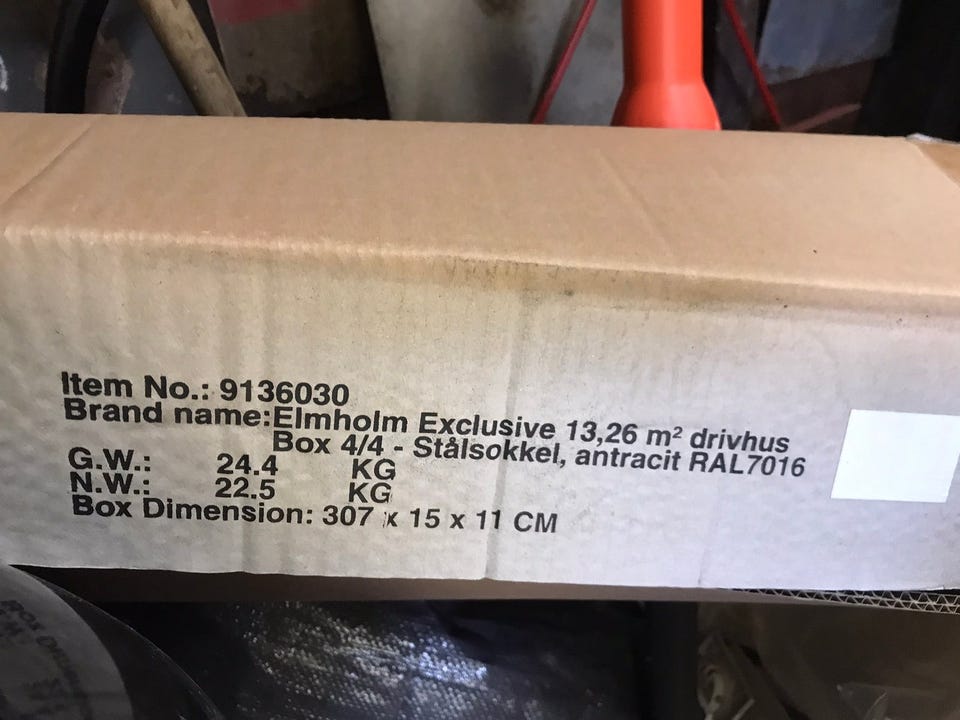 Item No.: 9136030
Brand name:Elmholm Exclusive 13,26 m² drivhus
Box 4/4 - Stålsokkel, antracit RAL7016
G.W.: 24.4 KG
N.W.: 22.5 KG
Box Dimension: 307 x 15 x 11 CM